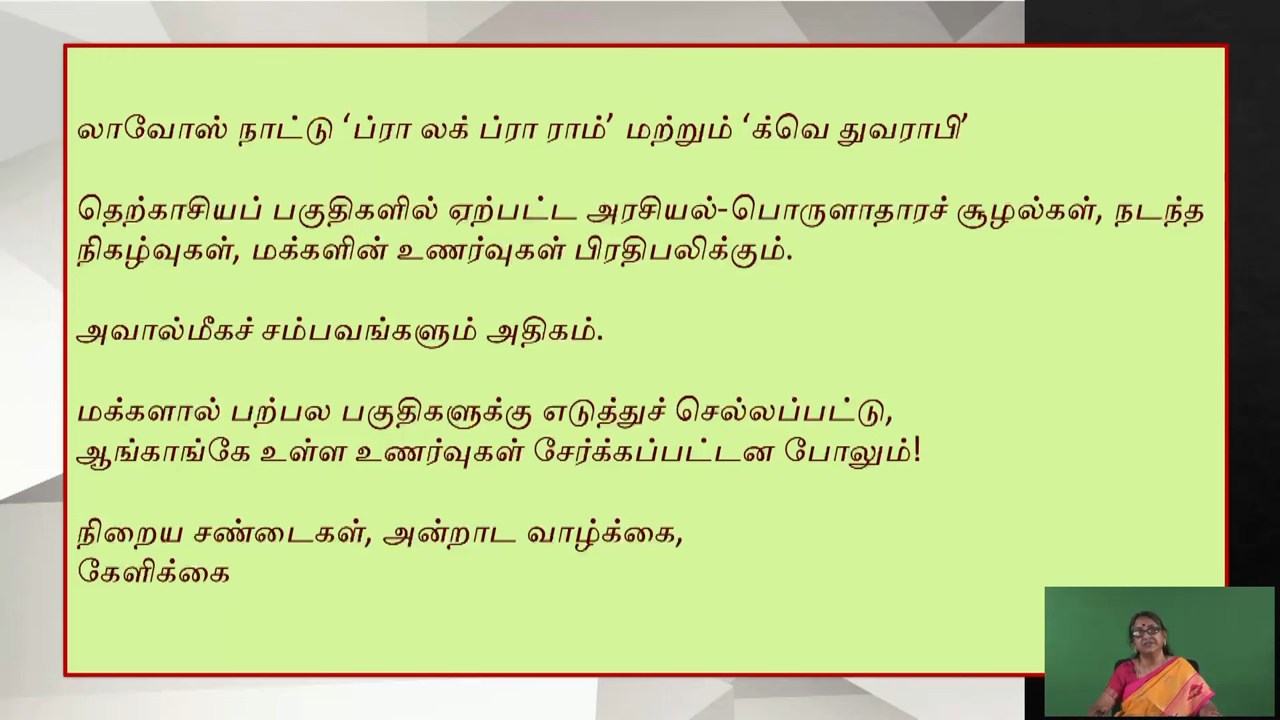 லாவோஸ் நாட்டு ‘ப்ரா லக் ப்ரா ராம்’ மற்றும் ‘க்வெ துவராபி’
தெற்காசியப் பகுதிகளில் ஏற்பட்ட அரசியல்-பொருளாதாரச் சூழல்கள், நடந்த
நிகழ்வுகள், மக்களின் உணர்வுகள் பிரதிபலிக்கும்.
அவால்மீகச் சம்பவங்களும் அதிகம்.
மக்களால் பற்பல பகுதிகளுக்கு எடுத்துச் செல்லப்பட்டு,
ஆங்காங்கே உள்ள உணர்வுகள் சேர்க்கப்பட்டன போலும்!
நிறைய சண்டைகள், அன்றாட வாழ்க்கை,
கேளிக்கை